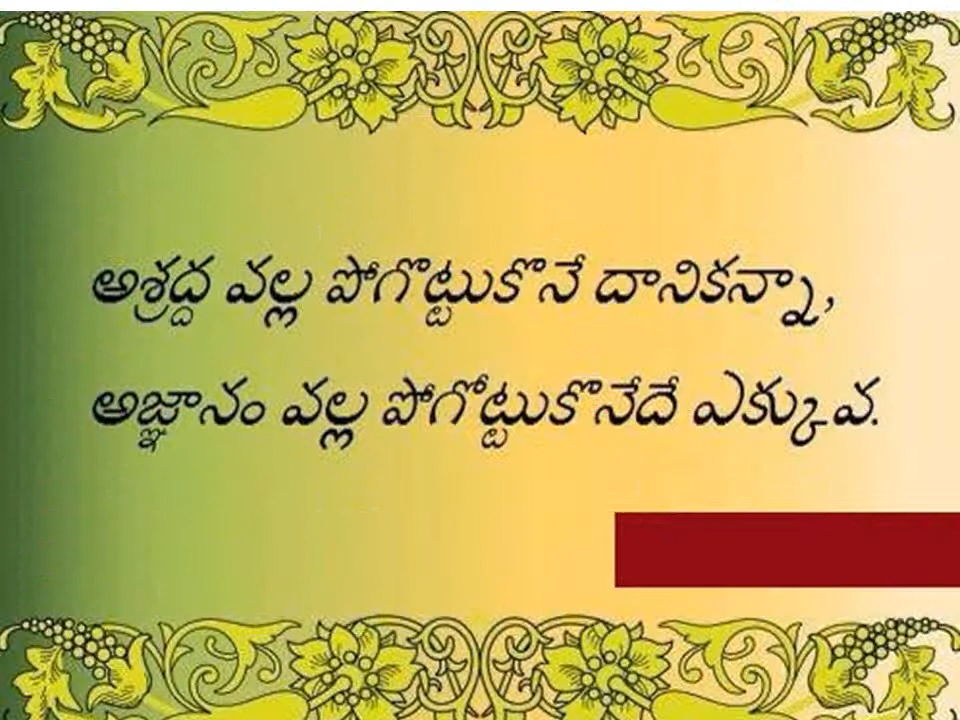 అశ్రద్ద వల్ల పోగొట్టుకొనే దానికన్నా,
అజ్ఞానం వల్ల పోగోట్టుకొనేదే ఎక్కువ.